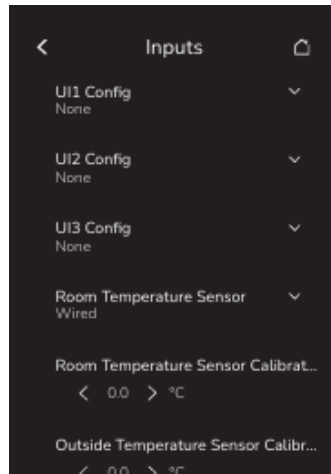 Inputs
UI1 Config
None
UI2 Config
None
UI3 Config
None
Room Temperature Sensor
Wired
Room Temperature Sensor Calibrat...
0.0 °C
Outside Temperature Sensor Calibr...
0.0 °C